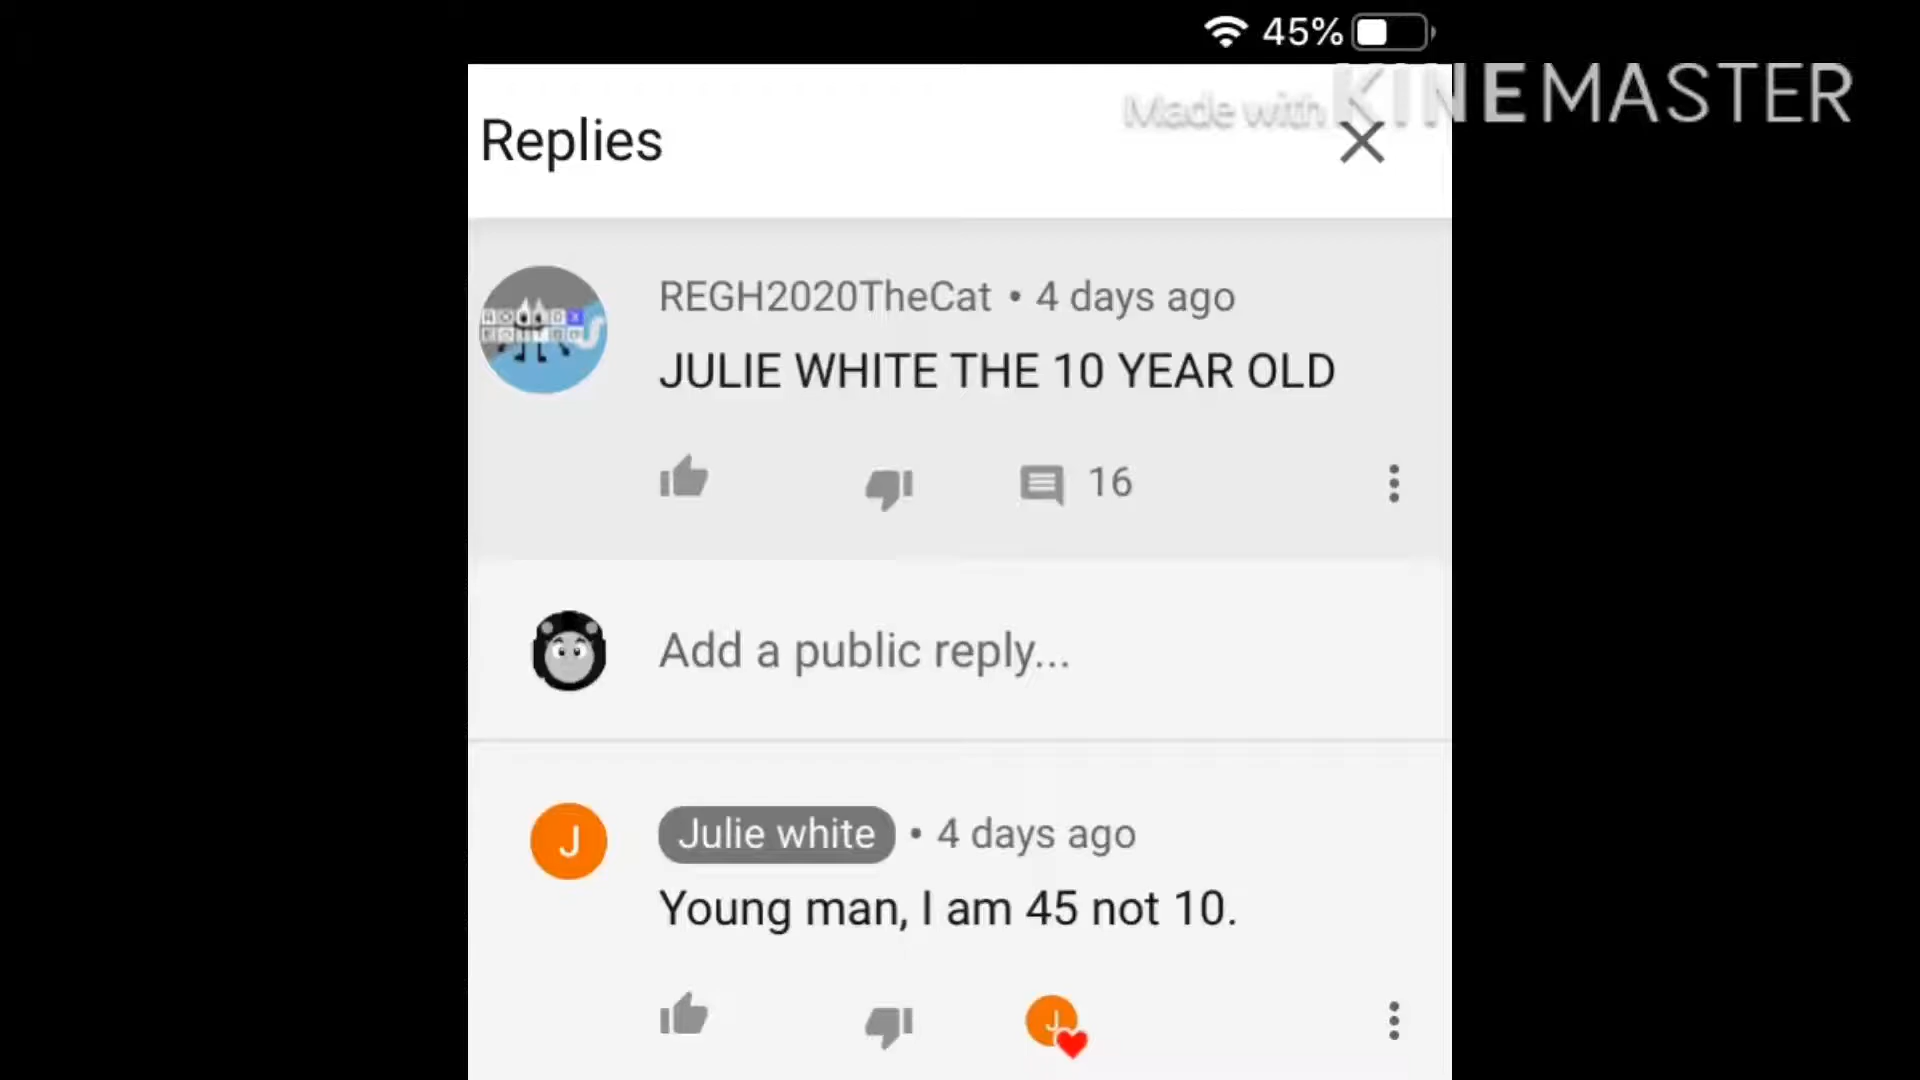 45%
Made with KINEMASTER
Replies
REGH2020TheCat • 4 days ago
JULIE WHITE THE 10 YEAR OLD
16
Add a public reply...
J
Julie white • 4 days ago
Young man, I am 45 not 10.
J